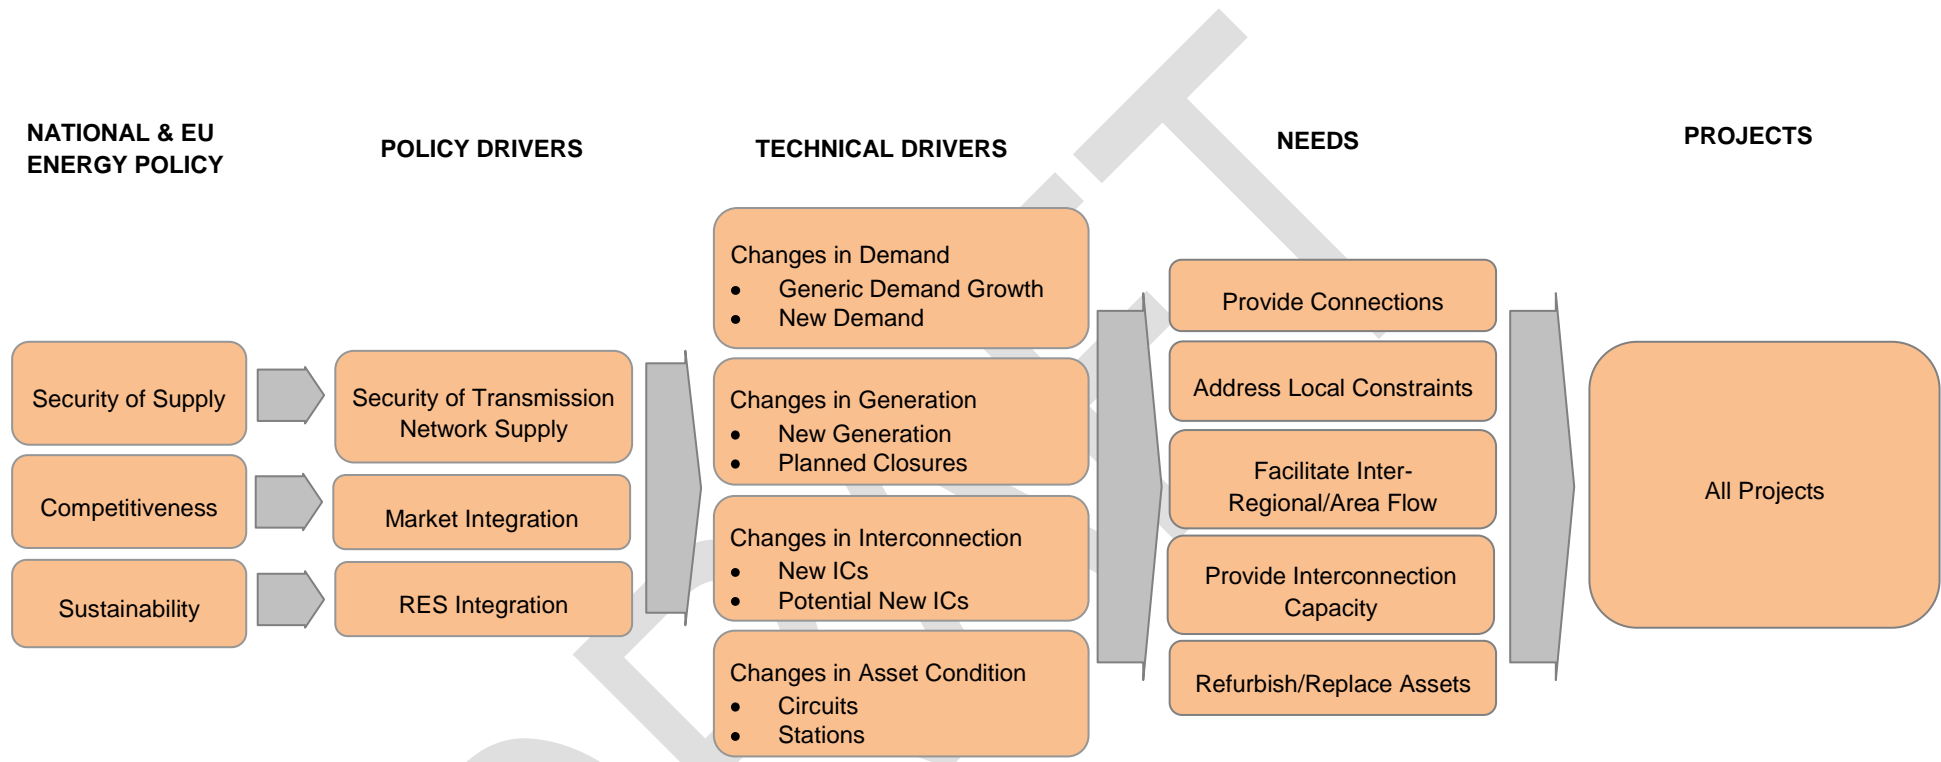 NATIONAL & EU
ENERGY POLICY
POLICY DRIVERS
TECHNICAL DRIVERS
NEEDS
PROJECTS
Security of Supply
Competitiveness
Sustainability
Security of Transmission
Network Supply
Market Integration
RES Integration
Changes in Demand
• Generic Demand Growth
• New Demand
Changes in Generation
• New Generation
• Planned Closures
Changes in Interconnection
• New ICs
• Potential New ICs
Changes in Asset Condition
• Circuits
• Stations
Provide Connections
Address Local Constraints
Facilitate Inter-
Regional/Area Flow
Provide Interconnection
Capacity
Refurbish/Replace Assets
All Projects